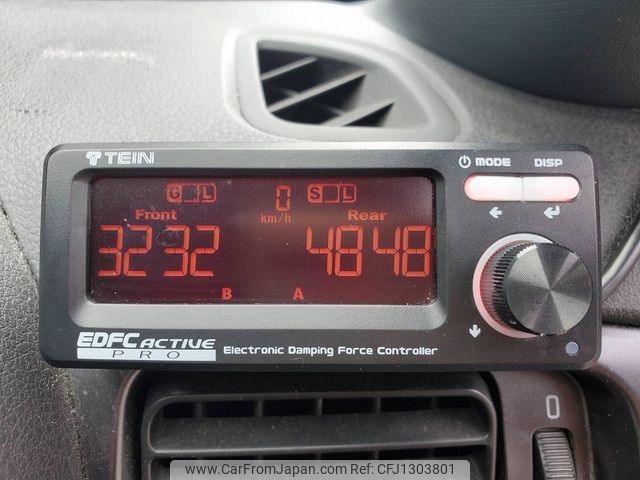 TEIN
MODE DISP
G L 0 S L
Front km/h Rear
32 32 48 48
B A
EDFC ACTIVE
PRO
Electronic Damping Force Controller
0
www.CarFromJapan.com Ref No.CFJ1303801